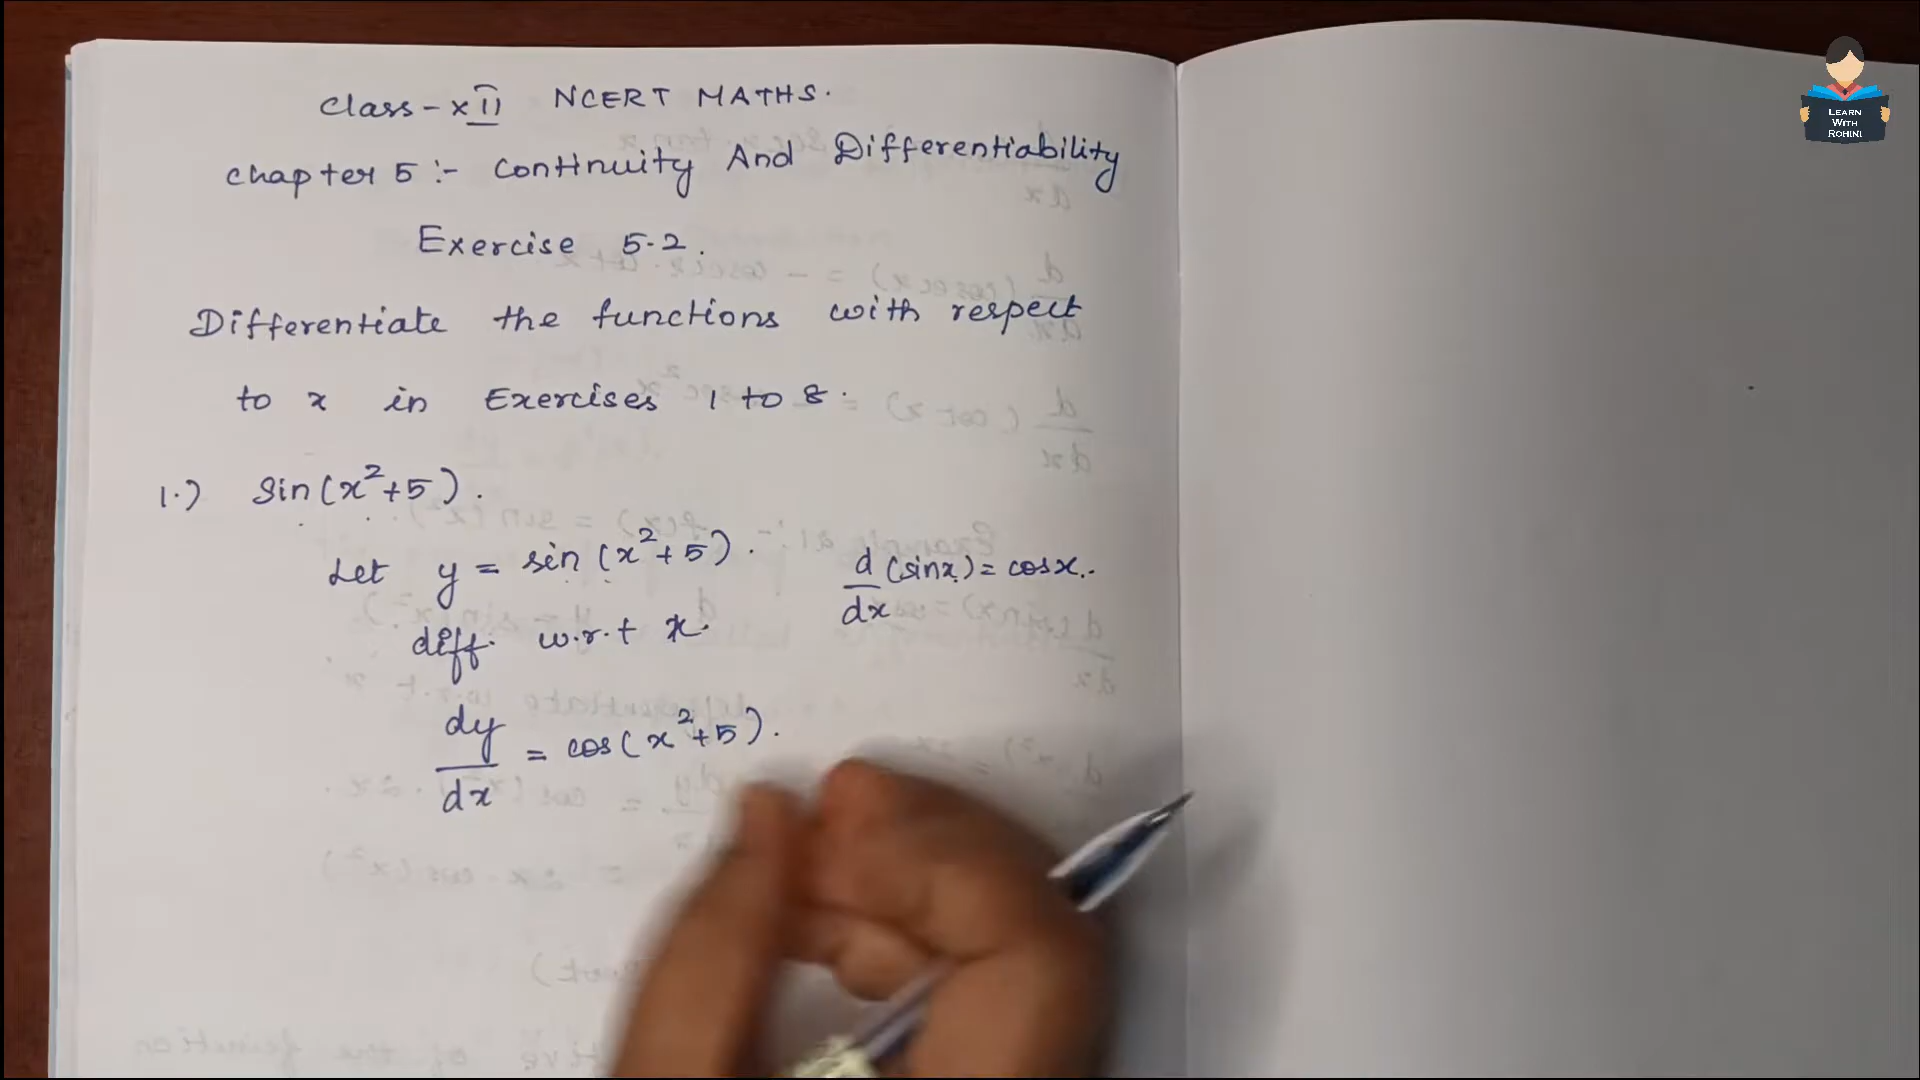 Class - XII NCERT MATHS.
Chapter 5 :- Continuity And Differentiability
Exercise 5.2.
Differentiate the functions with respect
to x in Exercises 1 to 8.
1.) Sin(x²+5).
Let y = sin(x²+5).
d/dx (sinx) = cosx.
diff. w.r.t x.
dy/dx = cos(x²+5).
LEARN
WITH
ROHINI